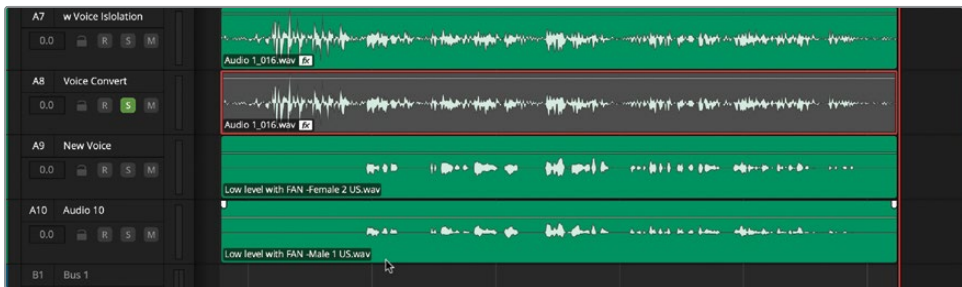 A7 w Voice Islolation
0.0 R S M
Audio 1_016.wav fx
A8 Voice Convert
0.0 R S M
Audio 1_016.wav fx
A9 New Voice
0.0 R S M
Low level with FAN -Female 2 US.wav
A10 Audio 10
0.0 R S M
Low level with FAN -Male 1 US.wav
B1 Bus 1